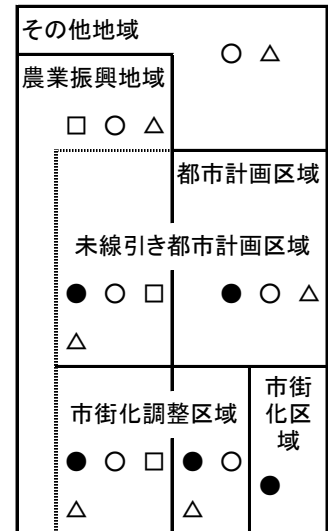 その他地域
○ △
農業振興地域
□ ○ △
都市計画区域
未線引き都市計画区域
● ○ □
● ○ △
△
市街化調整区域
市街
化区
域
● ○ □
● ○
●
△
△